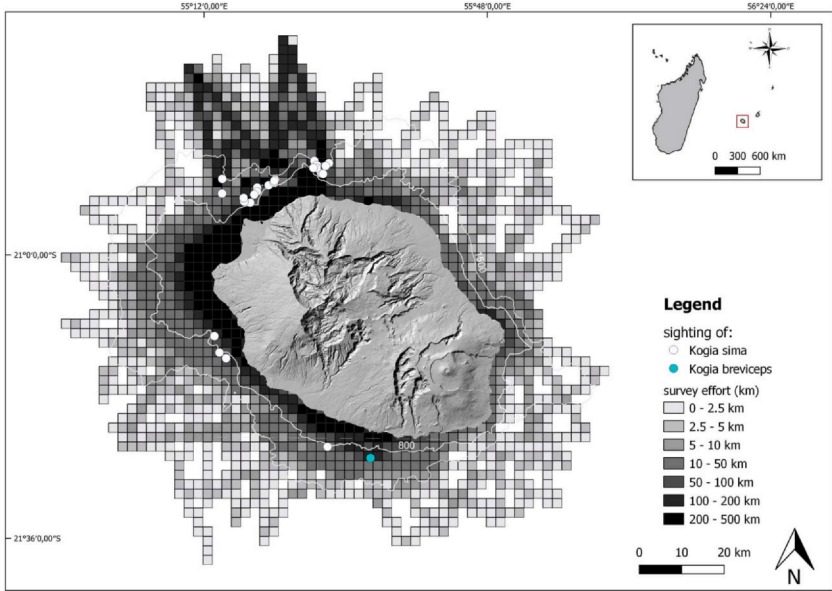 55°12'0,00"E 55°48'0,00"E 56°24'0,00"E
0 300 600 km
21°0'0,00"S
Legend
sighting of:
Kogia sima
Kogia breviceps
survey effort (km)
0 - 2.5 km
2.5 - 5 km
5 - 10 km
10 - 50 km
50 - 100 km
100 - 200 km
200 - 500 km
800
21°36'0,00"S
0 10 20 km
N